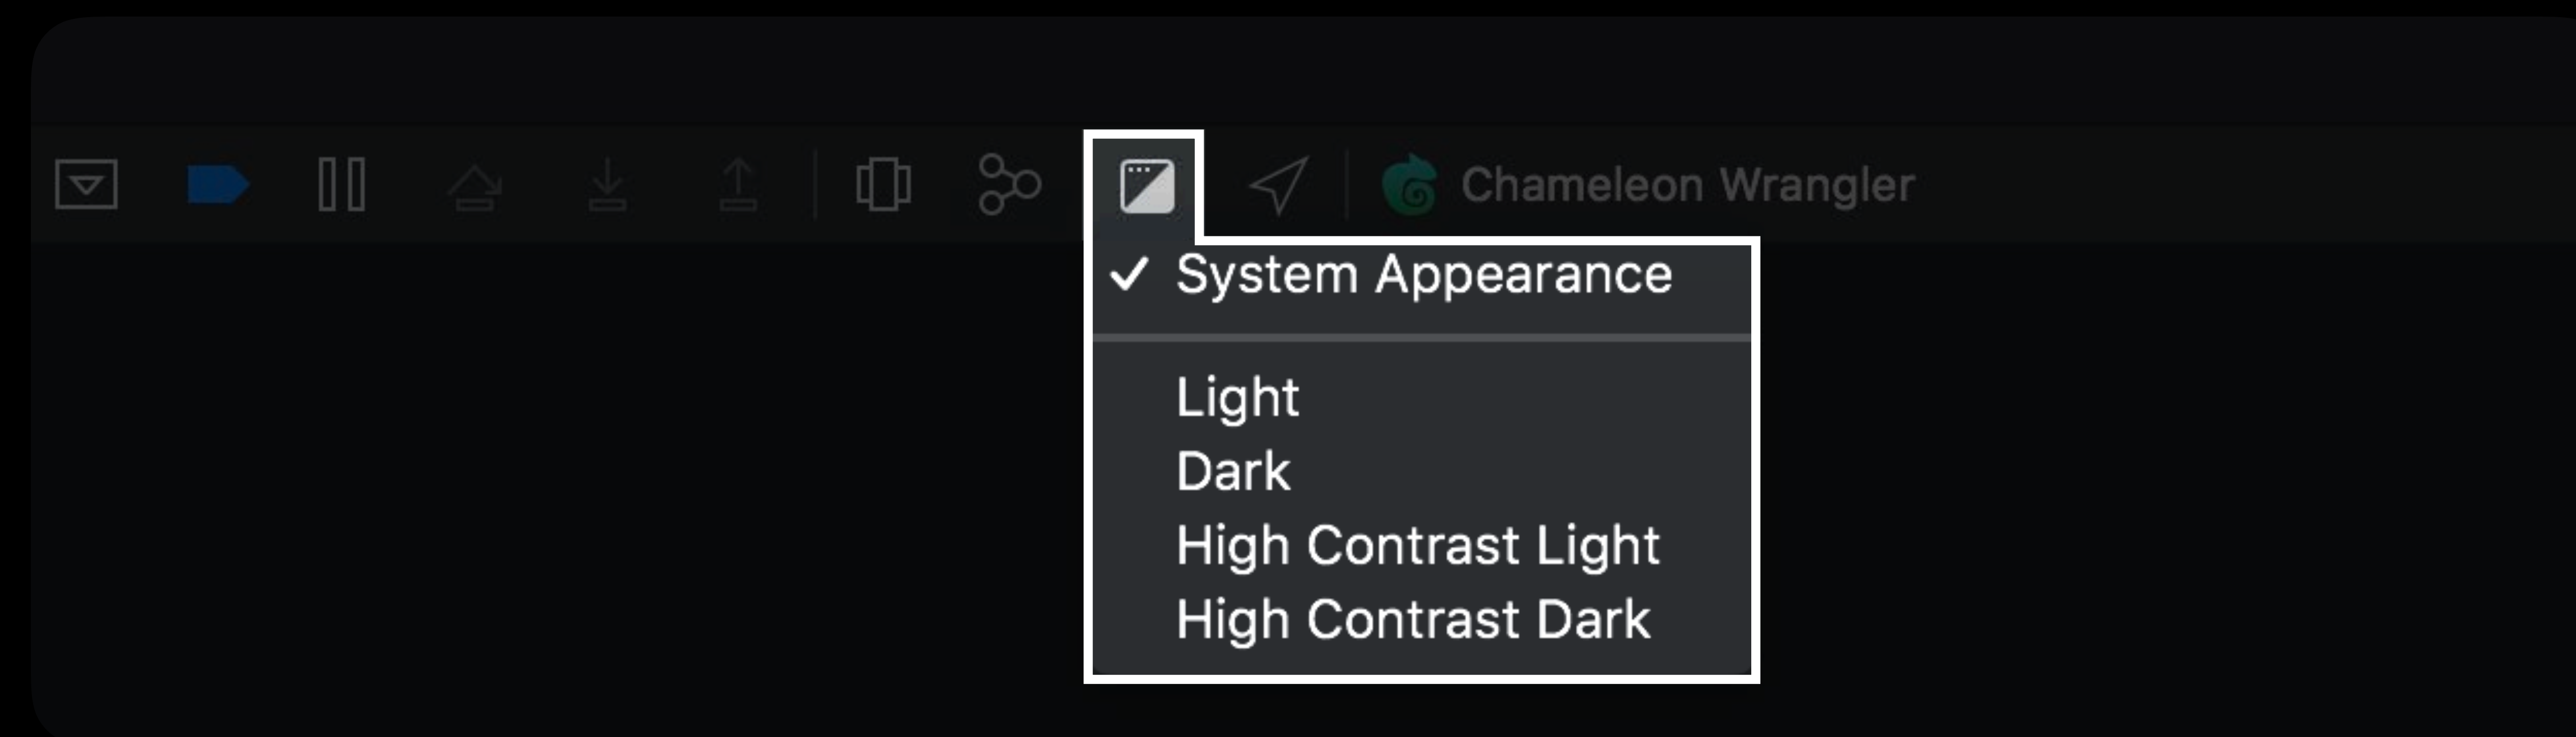 Chameleon Wrangler
System Appearance
Light
Dark
High Contrast Light
High Contrast Dark